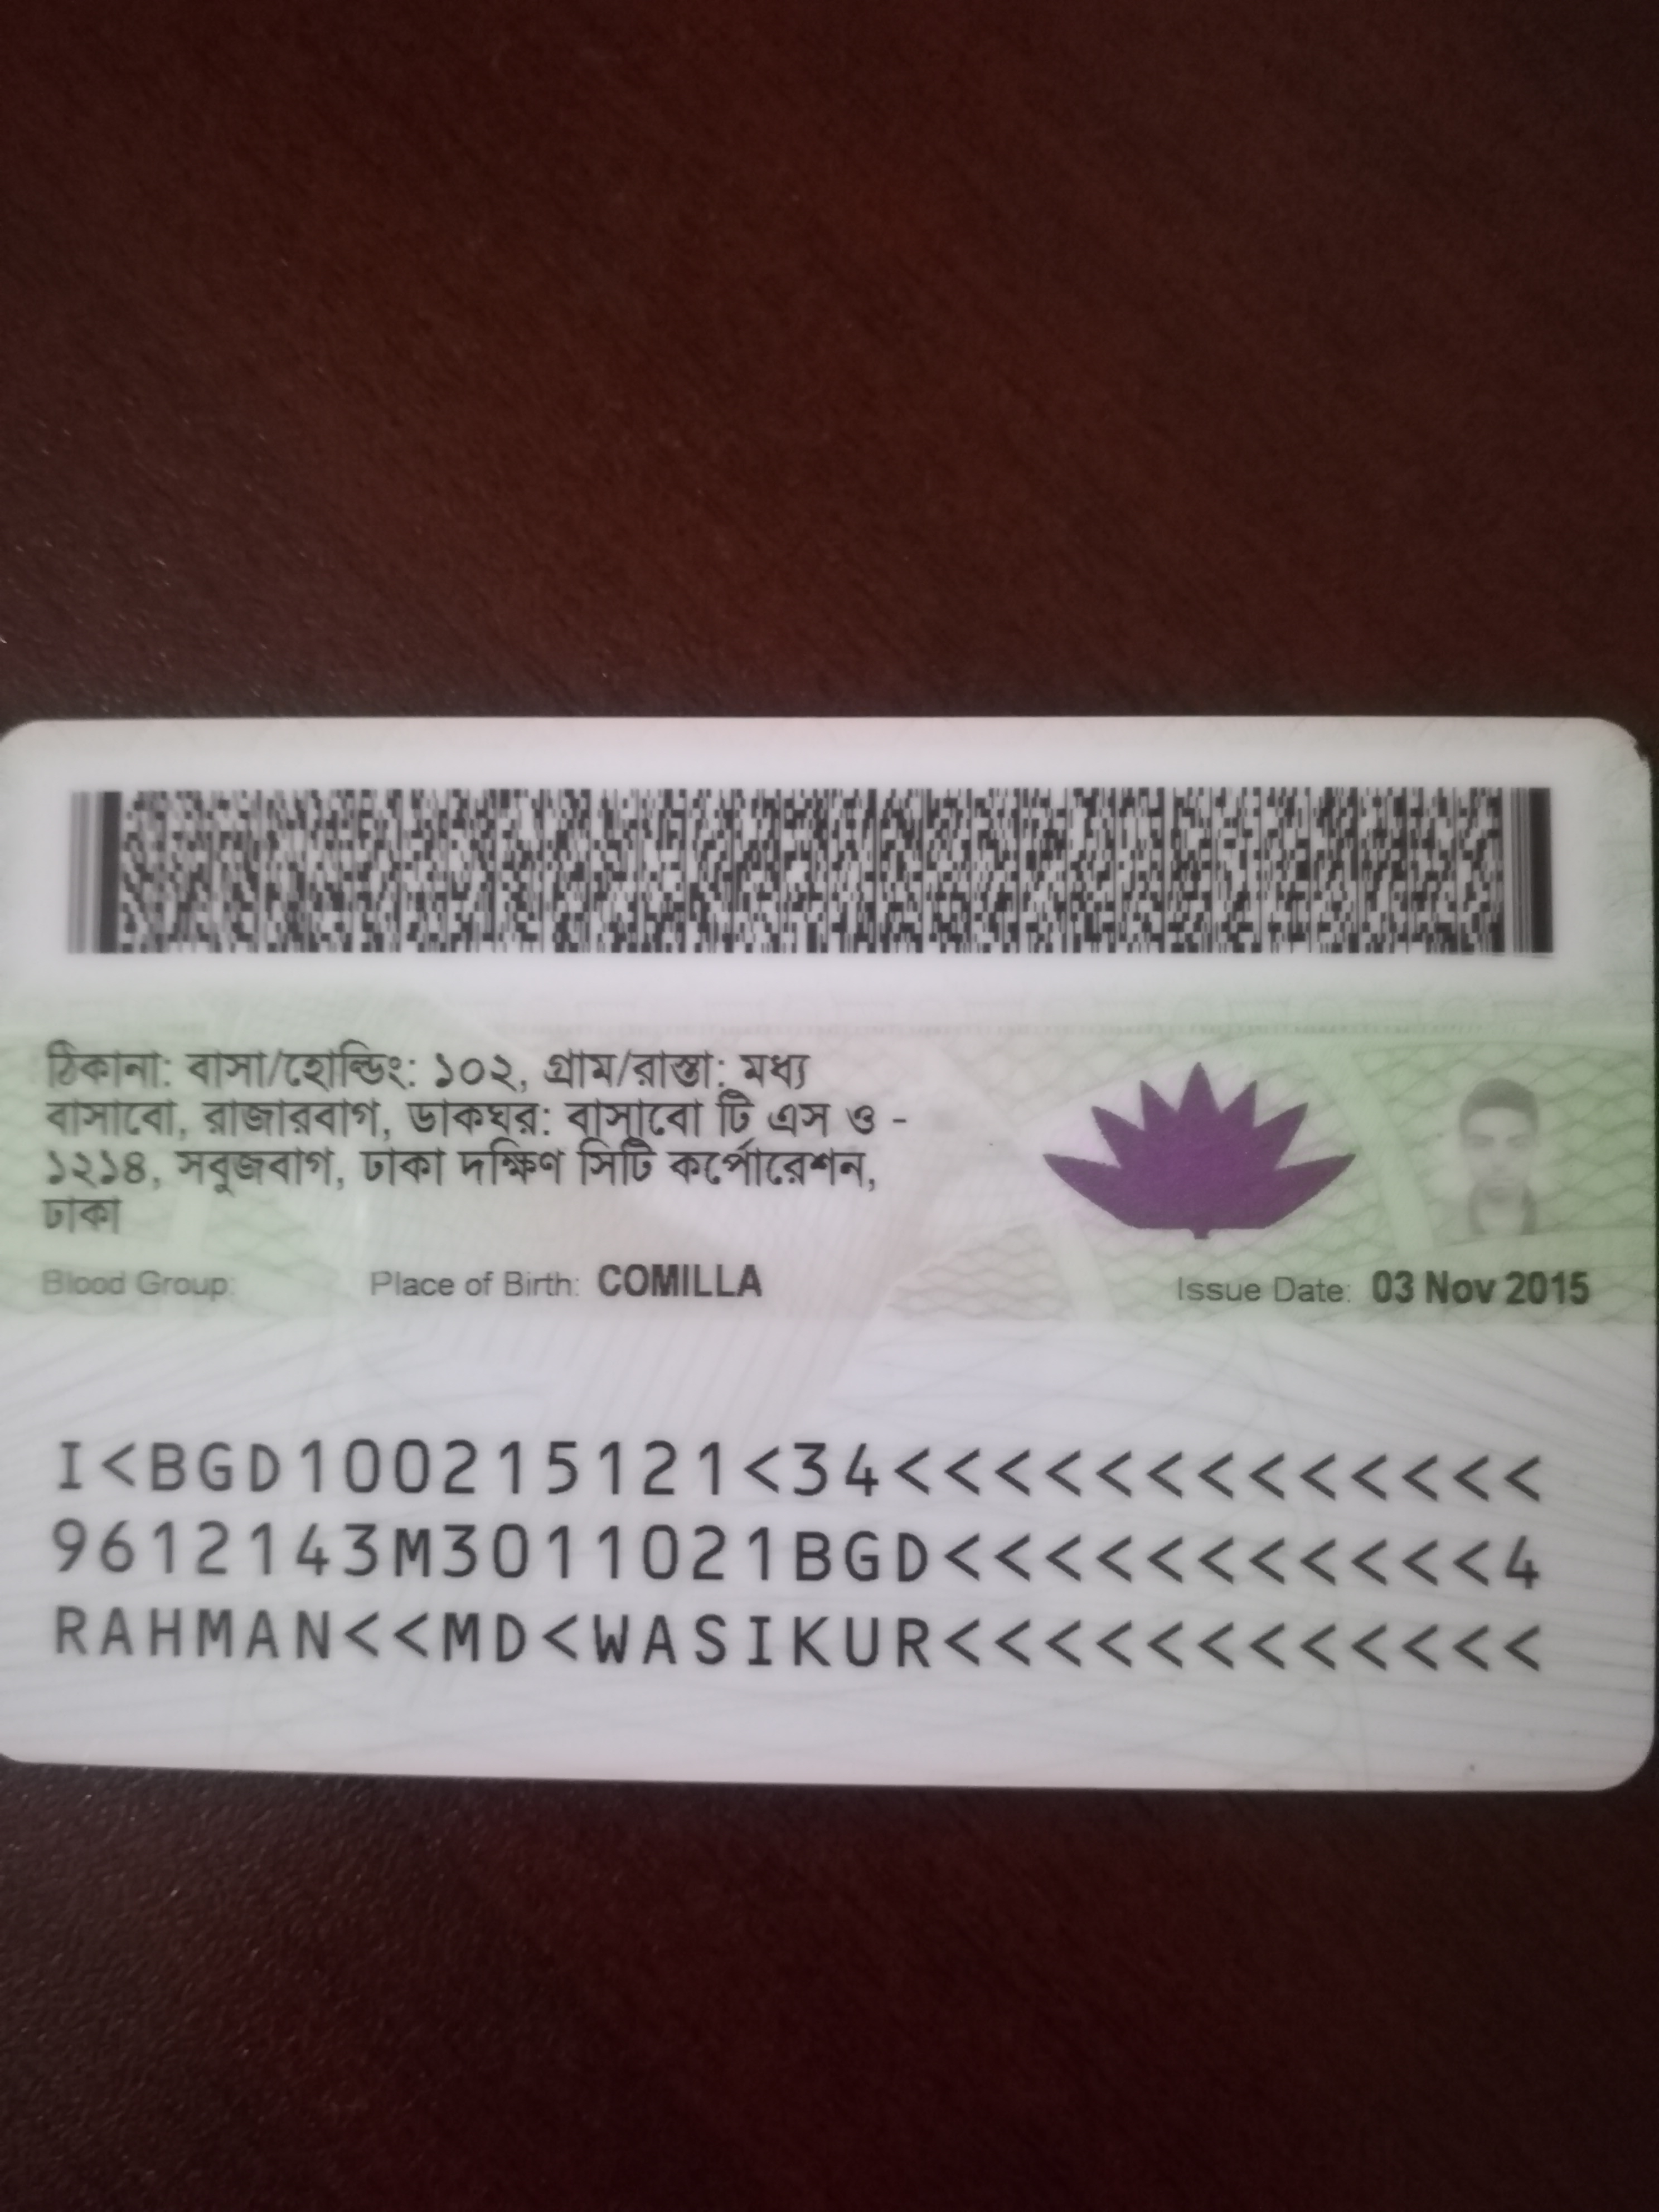 ঠিকানা: বাসা/হোল্ডিং: ১০২, গ্রাম/রাস্তা: মধ্য
বাসাবো, রাজারবাগ, ডাকঘর: বাসাবো টি এস ও -
১২১৪, সবুজবাগ, ঢাকা দক্ষিণ সিটি কর্পোরেশন,
ঢাকা
Blood Group: Place of Birth: COMILLA Issue Date: 03 Nov 2015
I<BGD100215121<34<<<<<<<<<<<<<
9612143M3011021BGD<<<<<<<<<<<4
RAHMAN<<MD<WASIKUR<<<<<<<<<<<<